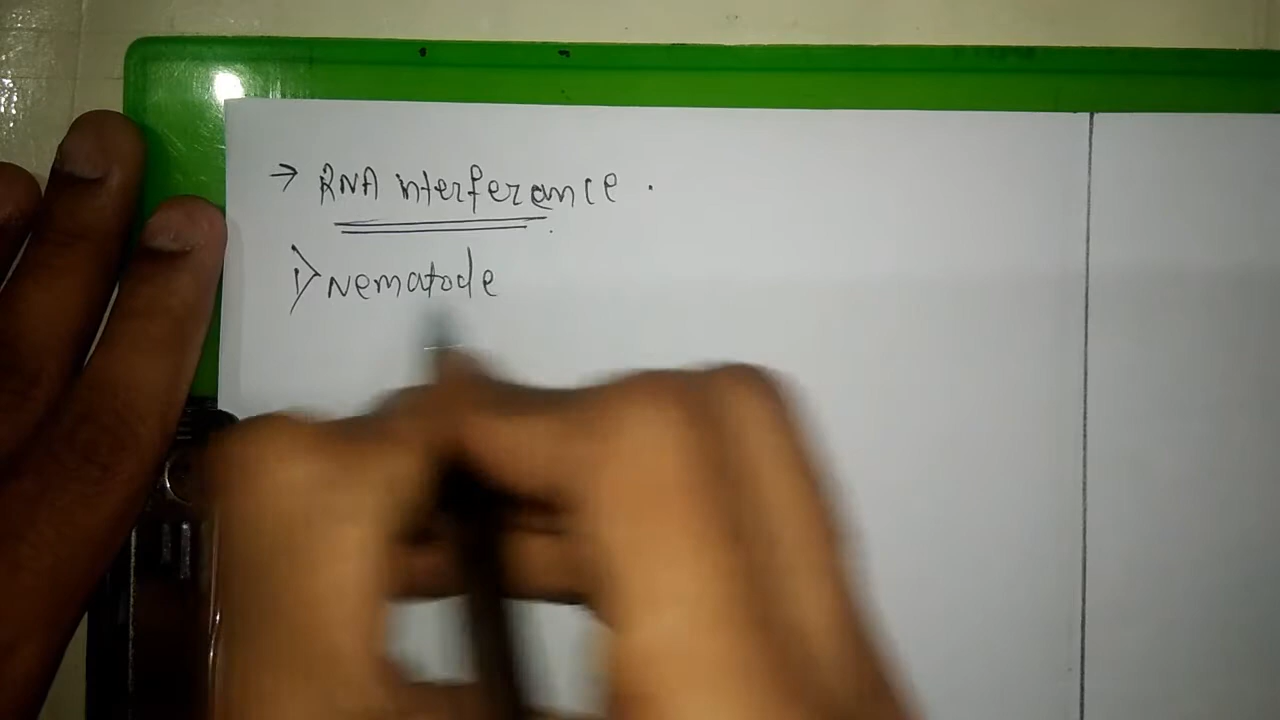 → RNA interferance.
1) Nematode